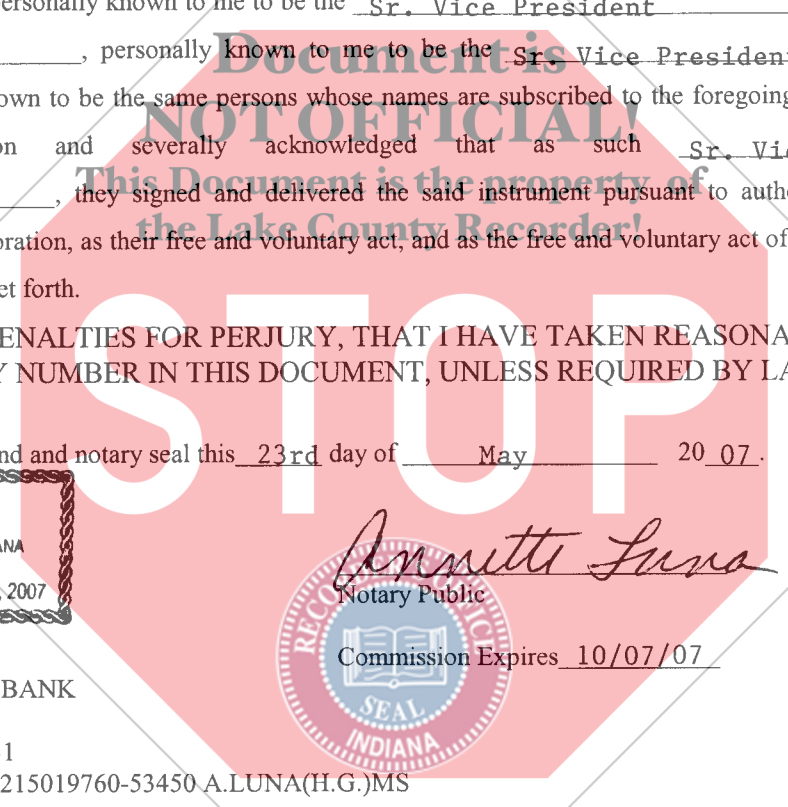 personally known to me to be the Sr. Vice President
, personally known to me to be the Sr. Vice President
Document is
own to be the same persons whose names are subscribed to the foregoing
NOT OFFICIAL!
on and severally acknowledged that as such Sr. Vic
This Document is the property of
, they signed and delivered the said instrument pursuant to autho
the Lake County Recorder!
oration, as their free and voluntary act, and as the free and voluntary act of
et forth.
ENALTIES FOR PERJURY, THAT I HAVE TAKEN REASONA
Y NUMBER IN THIS DOCUMENT, UNLESS REQUIRED BY LA
STOP
nd and notary seal this 23rd day of May 20 07.
ANA
, 2007
Annette Luna
Notary Public
Commission Expires 10/07/07
RECORDER'S OFFICE
SEAL
INDIANA
BANK
1
215019760-53450 A.LUNA(H.G.)MS